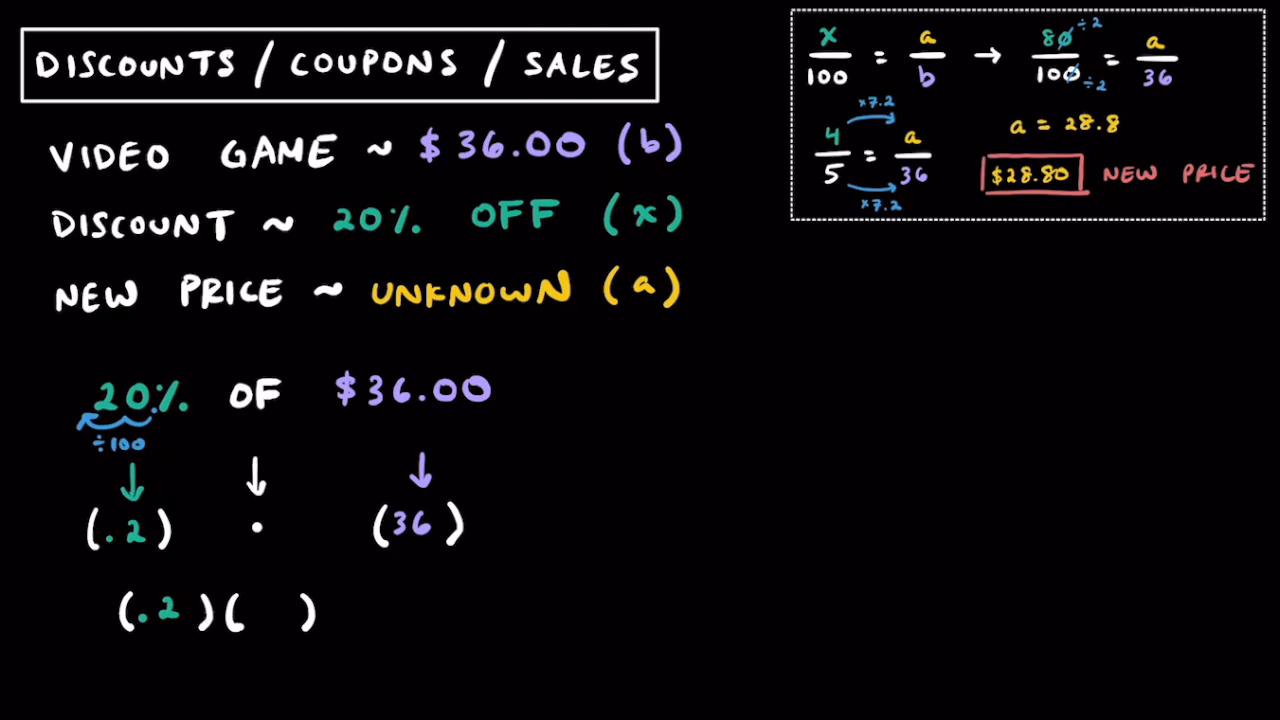 DISCOUNTS / COUPONS / SALES
VIDEO GAME ~ $36.00 (b)
DISCOUNT ~ 20% OFF (x)
NEW PRICE ~ UNKNOWN (a)
20% OF $36.00
÷100
(.2) · (36)
(.2)( )
x/100 = a/b → 80/100 = a/36
÷2
÷2
×7.2
4/5 = a/36
×7.2
a = 28.8
$28.80 NEW PRICE